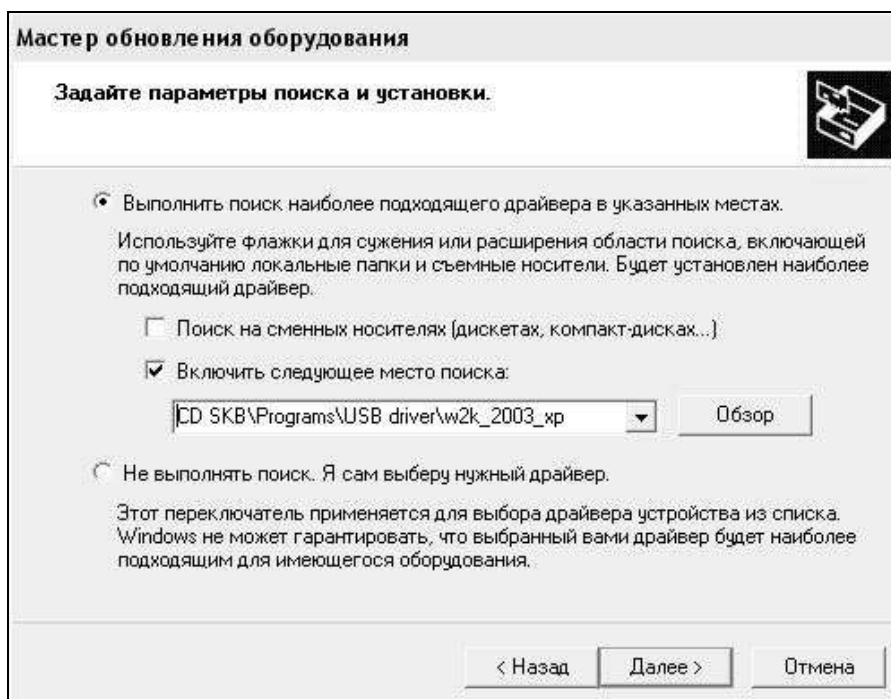 Мастер обновления оборудования
Задайте параметры поиска и установки.
Выполнить поиск наиболее подходящего драйвера в указанных местах.
Используйте флажки для сужения или расширения области поиска, включающей
по умолчанию локальные папки и съемные носители. Будет установлен наиболее
подходящий драйвер.
Поиск на сменных носителях (дискетах, компакт-дисках...)
Включить следующее место поиска:
CD SKB\Programs\USB driver\w2k_2003_xp
Обзор
Не выполнять поиск. Я сам выберу нужный драйвер.
Этот переключатель применяется для выбора драйвера устройства из списка.
Windows не может гарантировать, что выбранный вами драйвер будет наиболее
подходящим для имеющегося оборудования.
< Назад
Далее >
Отмена